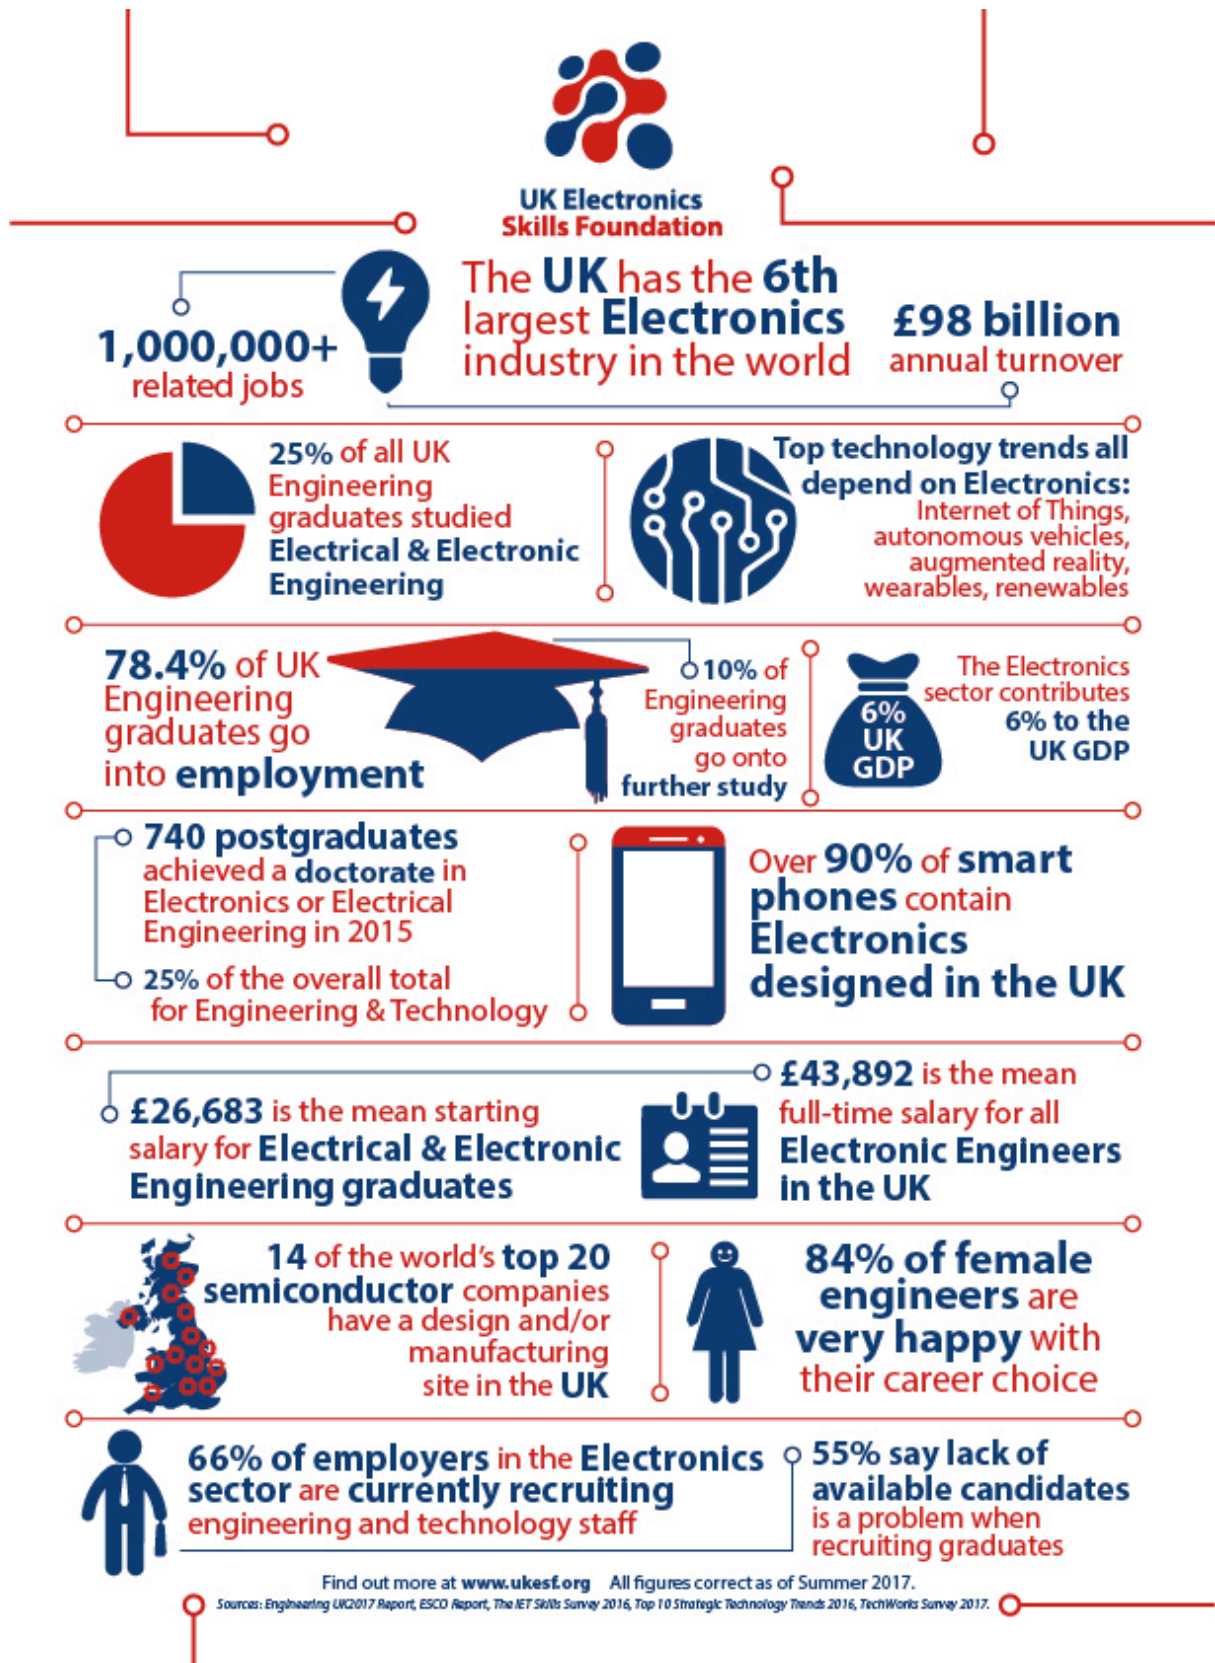 UK Electronics
Skills Foundation
1,000,000+
related jobs
The UK has the 6th
largest Electronics
industry in the world
£98 billion
annual turnover
25% of all UK
Engineering
graduates studied
Electrical & Electronic
Engineering
Top technology trends all
depend on Electronics:
Internet of Things,
autonomous vehicles,
augmented reality,
wearables, renewables
78.4% of UK
Engineering
graduates go
into employment
10% of
Engineering
graduates
go onto
further study
6%
UK
GDP
The Electronics
sector contributes
6% to the
UK GDP
740 postgraduates
achieved a doctorate in
Electronics or Electrical
Engineering in 2015
25% of the overall total
for Engineering & Technology
Over 90% of smart
phones contain
Electronics
designed in the UK
£26,683 is the mean starting
salary for Electrical & Electronic
Engineering graduates
£43,892 is the mean
full-time salary for all
Electronic Engineers
in the UK
14 of the world's top 20
semiconductor companies
have a design and/or
manufacturing
site in the UK
84% of female
engineers are
very happy with
their career choice
66% of employers in the Electronics
sector are currently recruiting
engineering and technology staff
55% say lack of
available candidates
is a problem when
recruiting graduates
Find out more at www.ukesf.org All figures correct as of Summer 2017.
Sources: Engineering UK2017 Report, ESCO Report, The IET Skills Survey 2016, Top 10 Strategic Technology Trends 2016, TechWorks Survey 2017.